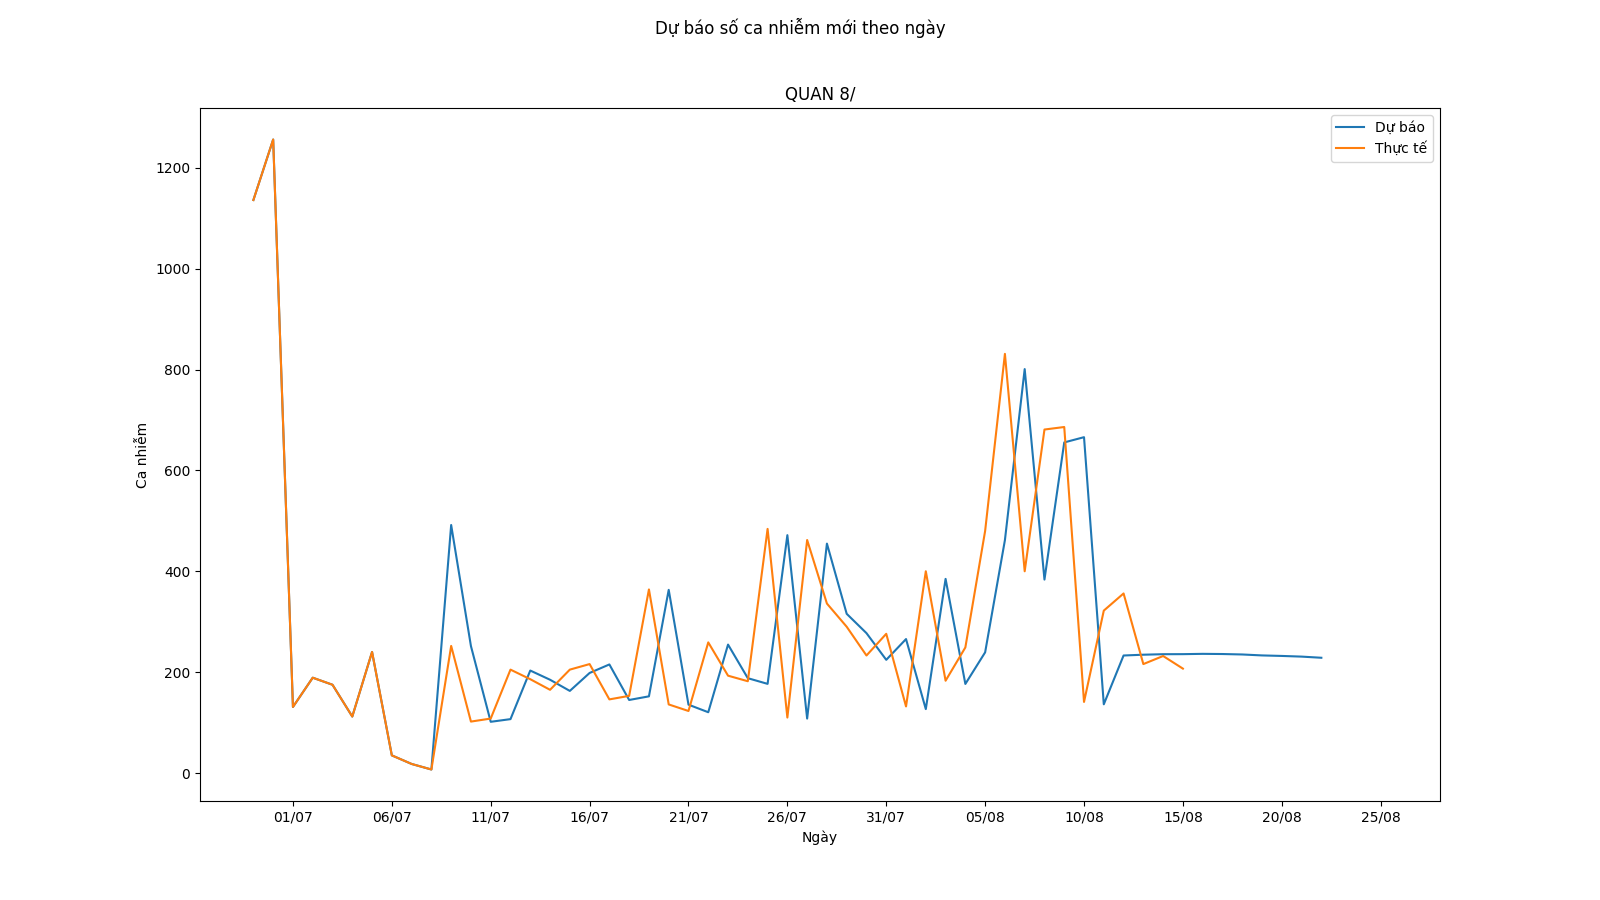 Dự báo số ca nhiễm mới theo ngày
QUAN 8/
Dự báo
Thực tế
1200
1000
800
600
400
200
0
Ca nhiễm
01/07 06/07 11/07 16/07 21/07 26/07 31/07 05/08 10/08 15/08 20/08 25/08
Ngày